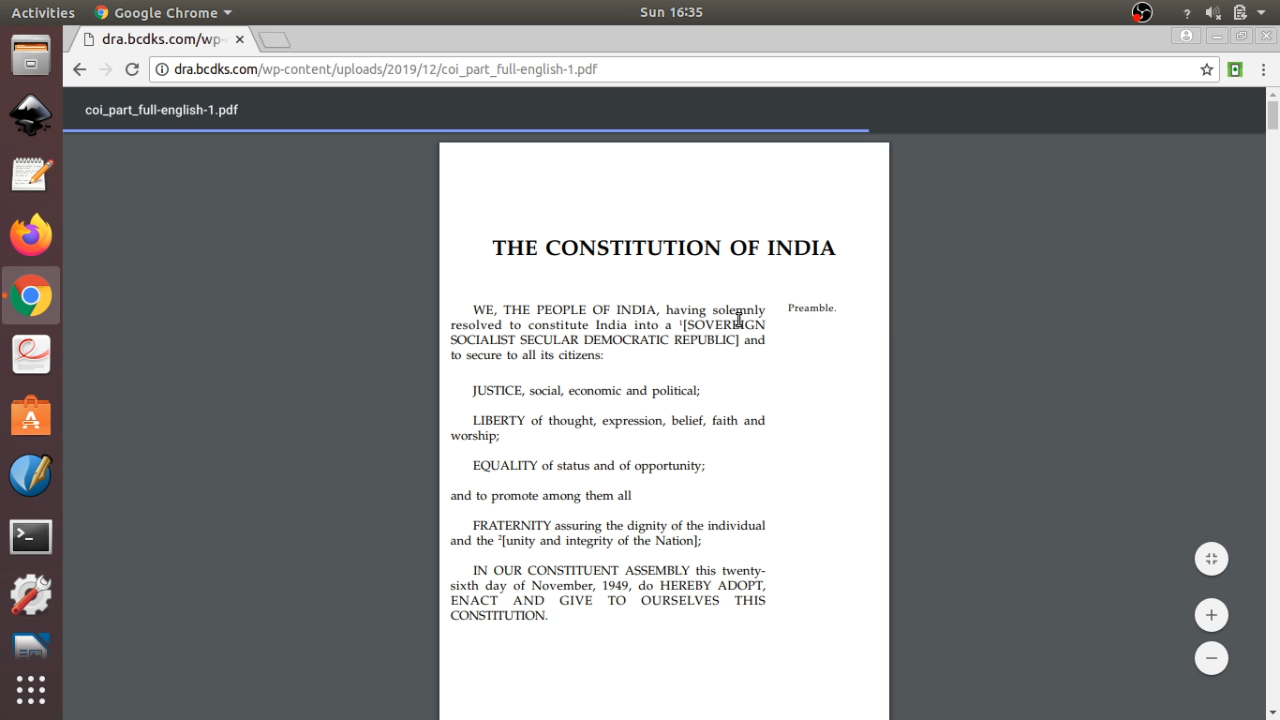 Activities Google Chrome Sun 16:35 ?
dra.bcdks.com/wp-
dra.bcdks.com/wp-content/uploads/2019/12/coi_part_full-english-1.pdf
coi_part_full-english-1.pdf
THE CONSTITUTION OF INDIA
WE, THE PEOPLE OF INDIA, having solemnly Preamble.
resolved to constitute India into a ¹[SOVEREIGN
SOCIALIST SECULAR DEMOCRATIC REPUBLIC] and
to secure to all its citizens:
JUSTICE, social, economic and political;
LIBERTY of thought, expression, belief, faith and
worship;
EQUALITY of status and of opportunity;
and to promote among them all
FRATERNITY assuring the dignity of the individual
and the ²[unity and integrity of the Nation];
IN OUR CONSTITUENT ASSEMBLY this twenty-
sixth day of November, 1949, do HEREBY ADOPT,
ENACT AND GIVE TO OURSELVES THIS
CONSTITUTION.